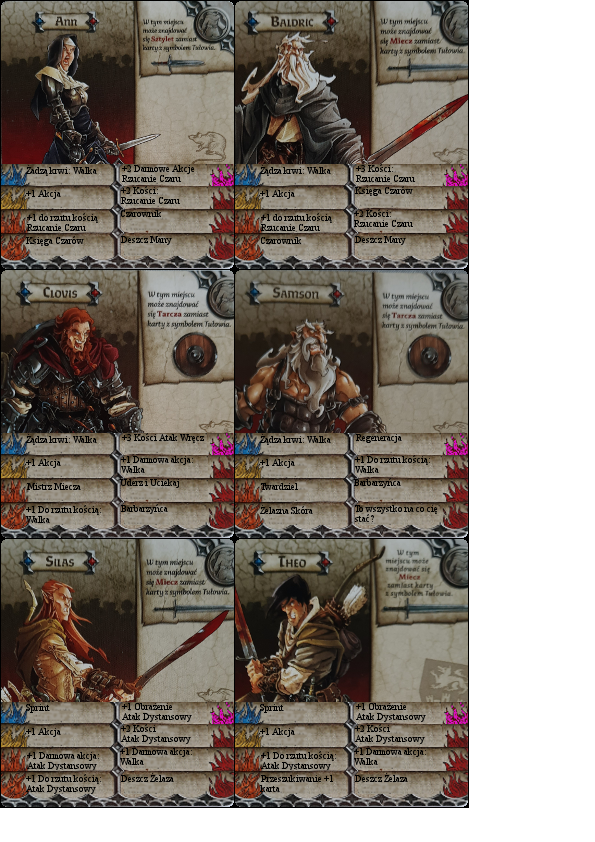 Ann
W tym miejscu
może znajdować
się Sztylet zamiast
karty z symbolem Tułowia.
Żądza krwi: Walka
+2 Darmowe Akcje
Rzucanie Czaru
+1 Akcja
+2 Kości:
Rzucanie Czaru
+1 do rzutu kością
Rzucanie Czaru
Czarownik
Księga Czarów
Deszcz Many
Baldric
W tym miejscu
może znajdować
się Miecz zamiast
karty z symbolem Tułowia.
Żądza krwi: Walka
+3 Kości:
Rzucanie Czaru
+1 Akcja
Księga Czarów
+1 do rzutu kością
Rzucanie Czaru
Kości:
Rzucanie Czaru
Czarownik
Deszcz Many
Clovis
W tym miejscu
może znajdować
się Tarcza zamiast
karty z symbolem Tułowia.
Żądza krwi: Walka
+3 Kości Atak Wręcz
+1 Akcja
+1 Darmowa akcja:
Walka
Mistrz Miecza
Uderz i Uciekaj
+1 Do rzutu kością:
Walka
Barbarzyńca
Samson
W tym miejscu
może znajdować
się Tarcza zamiast
karty z symbolem Tułowia.
Żądza krwi: Walka
Regeneracja
+1 Akcja
+1 Do rzutu kością:
Walka
Twardziel
Barbarzyńca
Żelazna Skóra
To wszystko na co cię
stać?
Silas
W tym miejscu
może znajdować
się Miecz zamiast
karty z symbolem Tułowia.
Sprint
+1 Obrażenie
Atak Dystansowy
+1 Akcja
+2 Kości
Atak Dystansowy
+1 Darmowa akcja:
Atak Dystansowy
+1 Darmowa akcja:
Walka
+1 Do rzutu kością:
Atak Dystansowy
Deszcz Żelaza
Theo
W tym
miejscu może
znajdować się
Miecz
zamiast karty
z symbolem Tułowia.
Sprint
+1 Obrażenie
Atak Dystansowy
+1 Akcja
+2 Kości
Atak Dystansowy
+1 Do rzutu kością:
Atak Dystansowy
+1 Darmowa akcja:
Walka
Przeszukiwanie +1
karta
Deszcz Żelaza